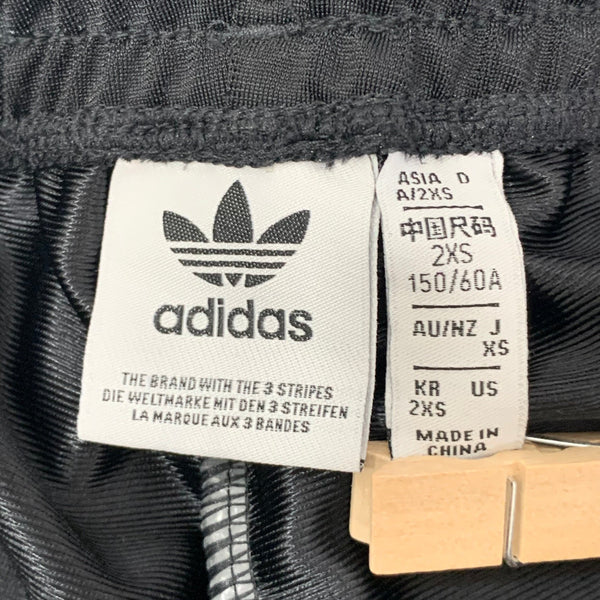 adidas
THE BRAND WITH THE 3 STRIPES
DIE WELTMARKE MIT DEN 3 STREIFEN
LA MARQUE AUX 3 BANDES
ASIA D
A/2XS
中国尺码
2XS
150/60A
AU/NZ J
XS
KR US
2XS
MADE IN
CHINA